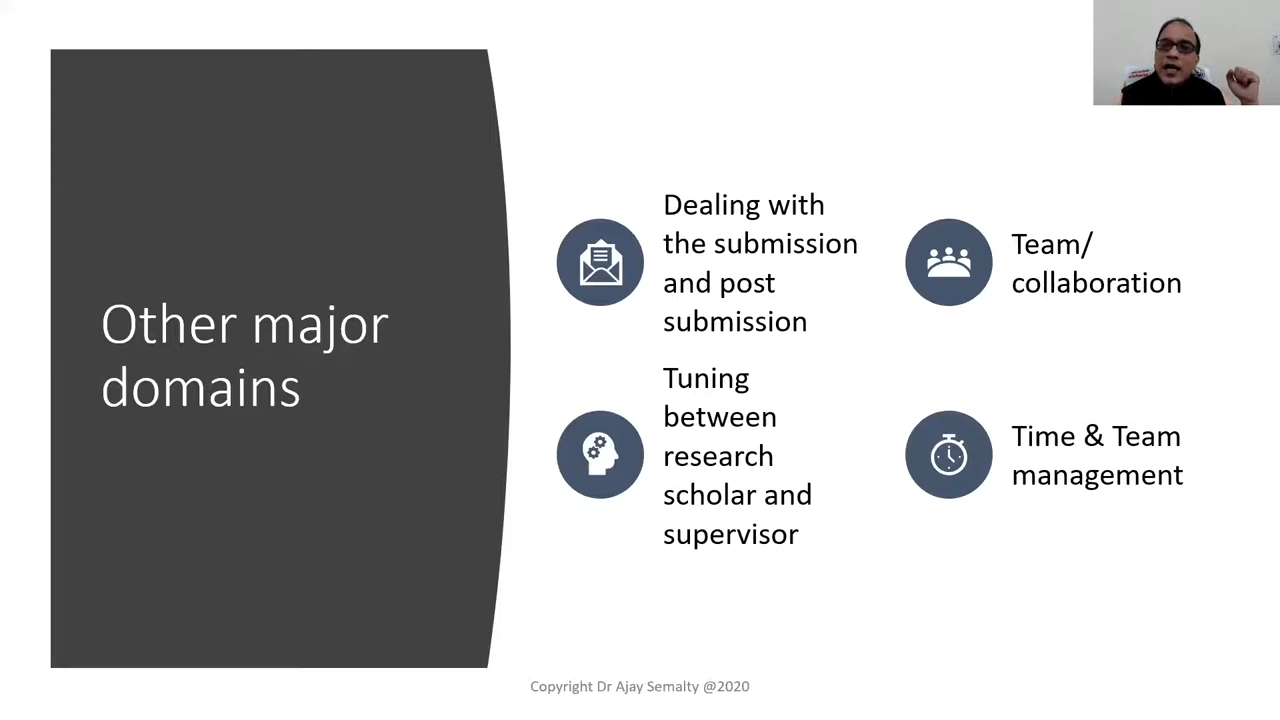 Other major
domains
Dealing with
the submission
and post
submission
Team/
collaboration
Tuning
between
research
scholar and
supervisor
Time & Team
management
Copyright Dr Ajay Semalty @2020